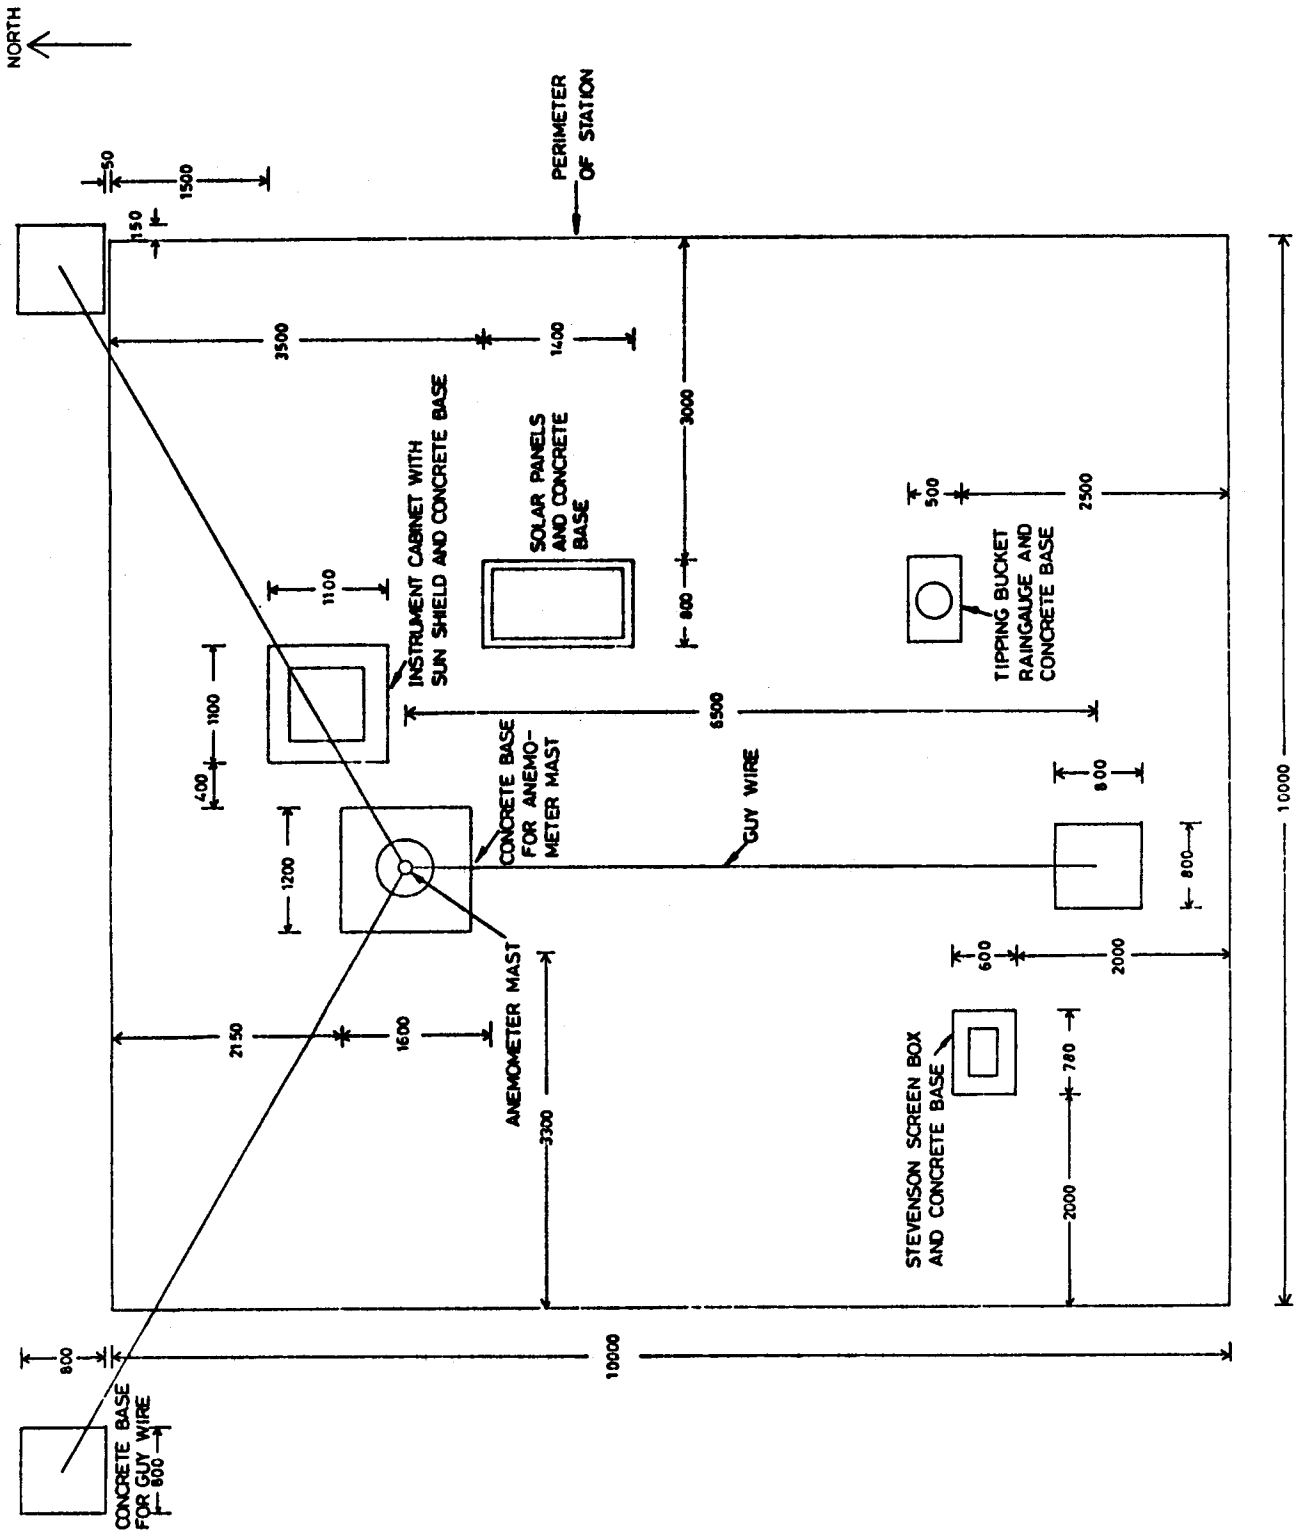 NORTH
50
1500
150
PERIMETER
OF STATION
3500
1400
3000
1100
INSTRUMENT CABINET WITH
SUN SHIELD AND CONCRETE BASE
SOLAR PANELS
AND CONCRETE
BASE
800
500
2500
TIPPING BUCKET
RAINGAUGE AND
CONCRETE BASE
1100
400
1200
6500
CONCRETE BASE
FOR ANEMO-
METER MAST
GUY WIRE
800
800
10000
ANEMOMETER MAST
2150
1600
3300
600
2000
STEVENSON SCREEN BOX
AND CONCRETE BASE
780
2000
10000
800
CONCRETE BASE
FOR GUY WIRE
800